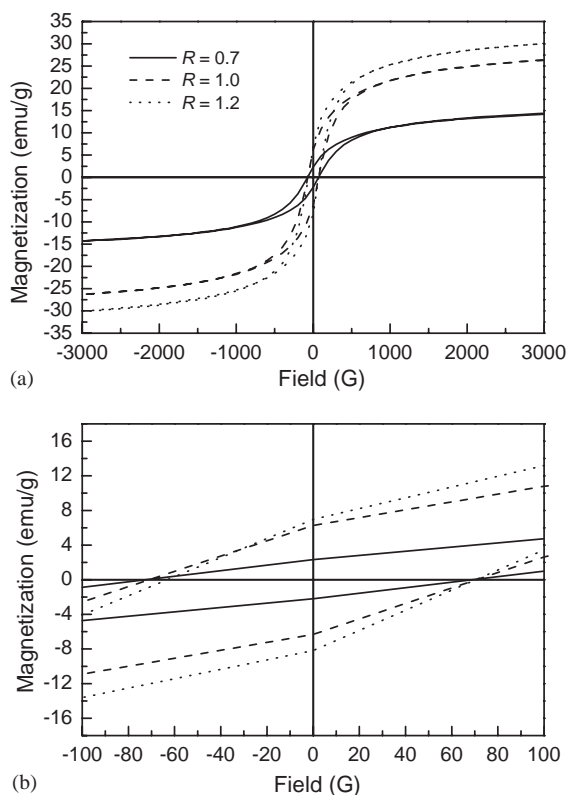 Magnetization (emu/g)
35
30
25
20
15
10
5
0
-5
-10
-15
-20
-25
-30
-35
R = 0.7
R = 1.0
R = 1.2
-3000 -2000 -1000 0 1000 2000 3000
Field (G)
(a)
Magnetization (emu/g)
16
12
8
4
0
-4
-8
-12
-16
-100 -80 -60 -40 -20 0 20 40 60 80 100
Field (G)
(b)